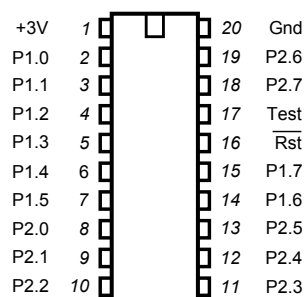 +3V 1 20 Gnd
P1.0 2 19 P2.6
P1.1 3 18 P2.7
P1.2 4 17 Test
P1.3 5 16 R̅s̅t̅
P1.4 6 15 P1.7
P1.5 7 14 P1.6
P2.0 8 13 P2.5
P2.1 9 12 P2.4
P2.2 10 11 P2.3